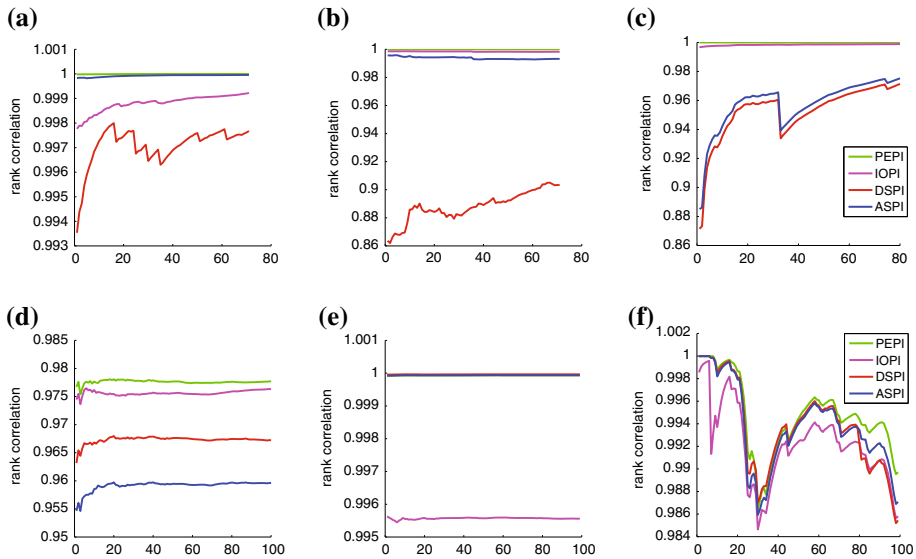 (a)
1.001
1
0.999
0.998
0.997
0.996
0.995
0.994
0.993
0 20 40 60 80
rank correlation
(b)
1
0.98
0.96
0.94
0.92
0.9
0.88
0.86
0 20 40 60 80
rank correlation
(c)
1
0.98
0.96
0.94
0.92
0.9
0.88
0.86
0 20 40 60 80
rank correlation
PEPI
IOPI
DSPI
ASPI
(d)
0.985
0.98
0.975
0.97
0.965
0.96
0.955
0.95
0 20 40 60 80 100
rank correlation
(e)
1.001
1
0.999
0.998
0.997
0.996
0.995
0 20 40 60 80 100
rank correlation
(f)
1.002
1
0.998
0.996
0.994
0.992
0.99
0.988
0.986
0.984
0 20 40 60 80 100
rank correlation
PEPI
IOPI
DSPI
ASPI